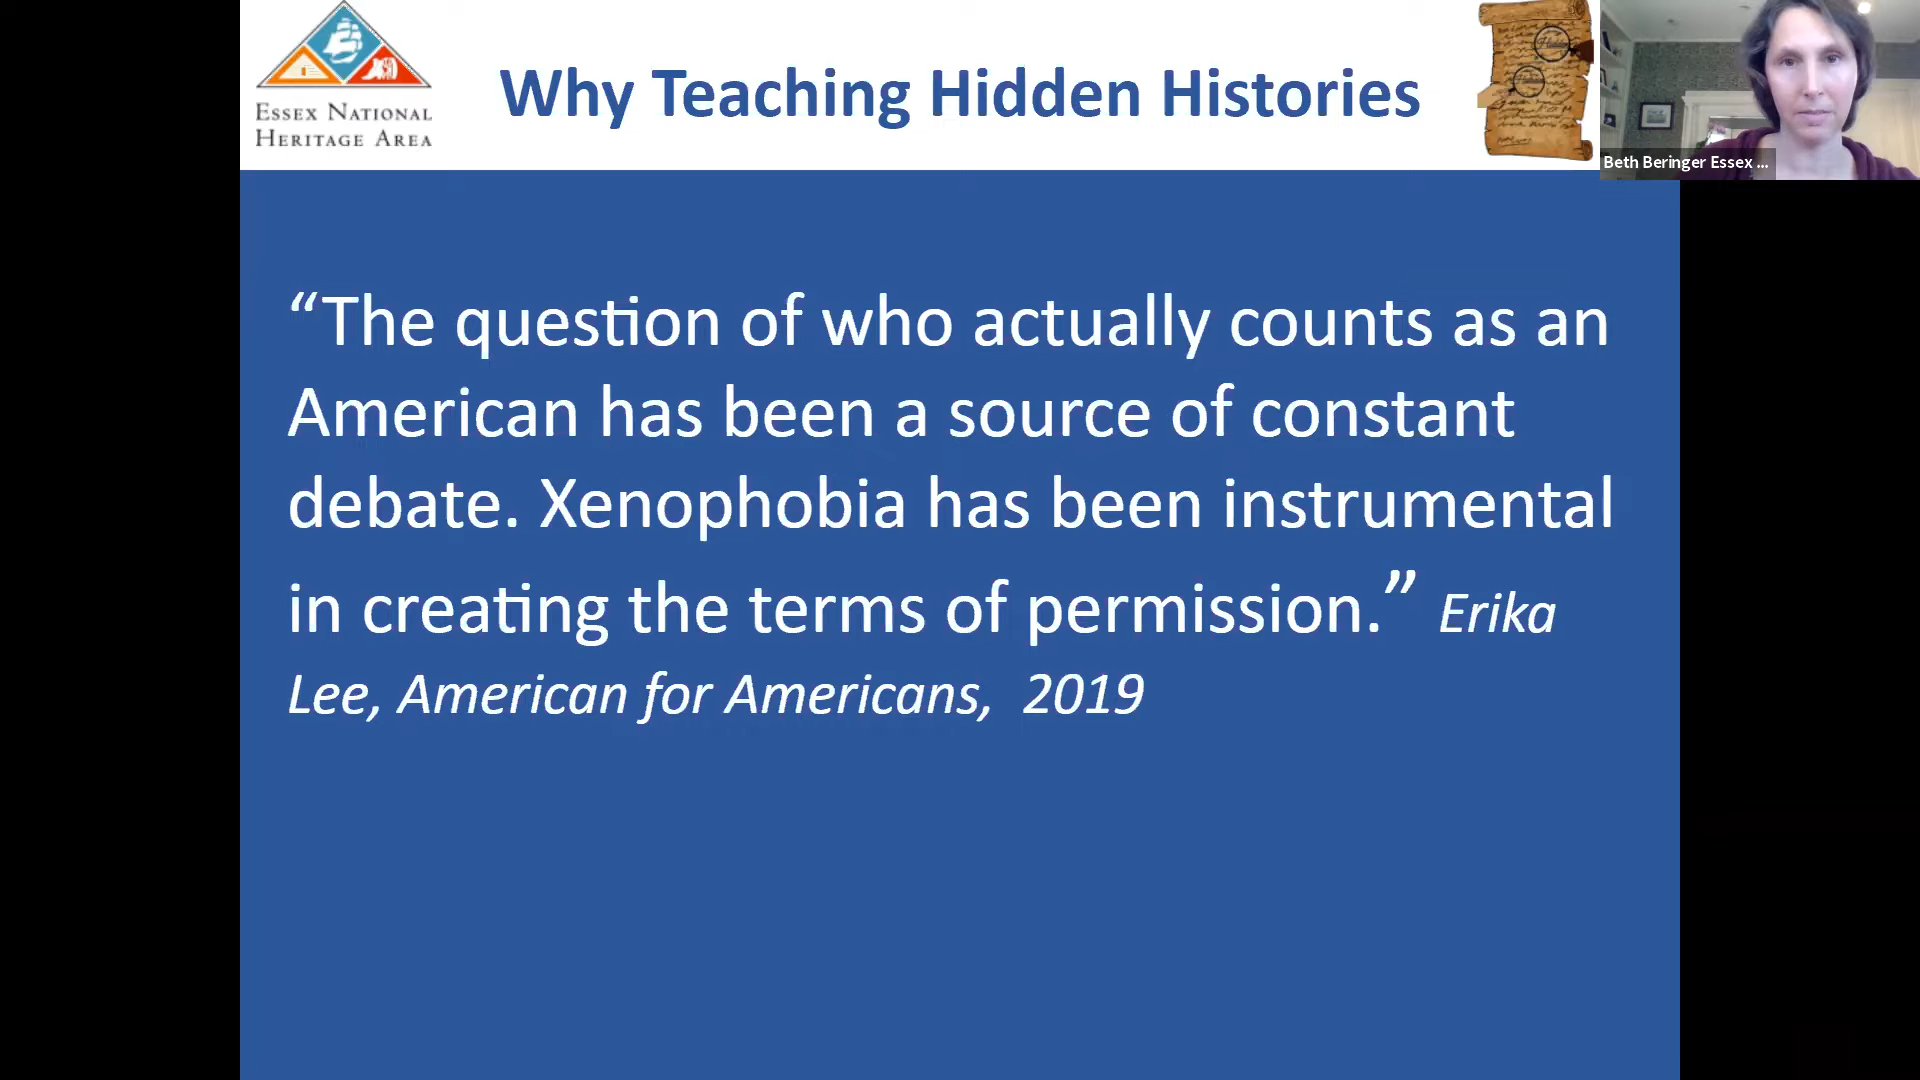 Essex National
Heritage Area
Why Teaching Hidden Histories
Beth Beringer Essex ...
“The question of who actually counts as an
American has been a source of constant
debate. Xenophobia has been instrumental
in creating the terms of permission.” Erika
Lee, American for Americans, 2019